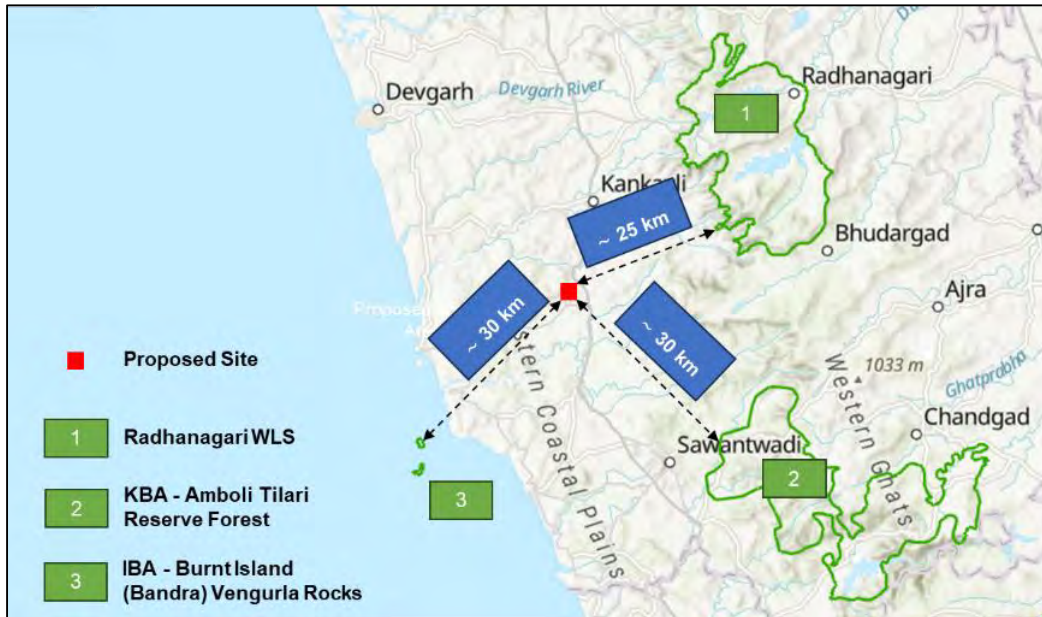 Devgarh
Devgarh River
Radhanagari
1
Kankavli
~ 25 km
Bhudargad
Ajra
~ 30 km
~ 30 km
Proposed Site
stern Coastal Plains
1033 m
Ghatprabha
Western Ghats
Chandgad
1
Radhanagari WLS
Sawantwadi
2
2
KBA - Amboli Tilari
Reserve Forest
3
3
IBA - Burnt Island
(Bandra) Vengurla Rocks